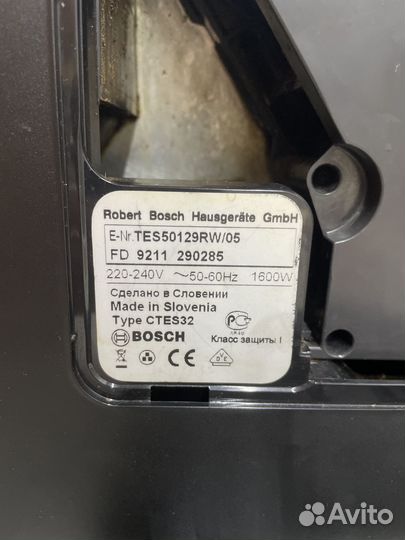 Robert Bosch Hausgeräte GmbH
E-Nr.TES50129RW/05
FD 9211 290285
220-240V ~50-60Hz 1600W
Сделано в Словении
Made in Slovenia
Type CTES32
BOSCH
Класс защиты I
CE
Avito